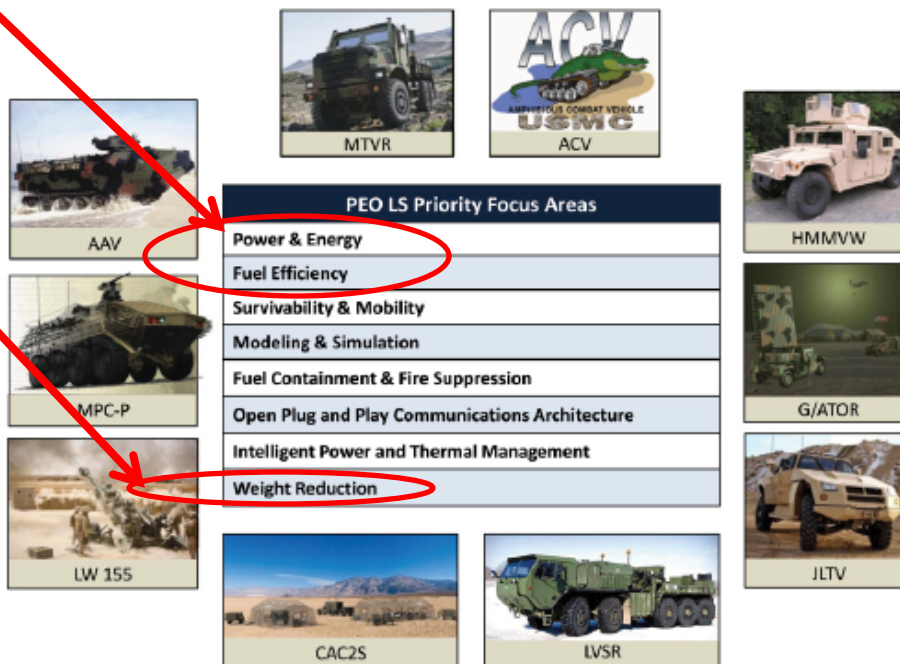 ACV
AMPHIBIOUS COMBAT VEHICLE
USMC
MTVR
ACV
AAV
HMMVW
PEO LS Priority Focus Areas
Power & Energy
Fuel Efficiency
Survivability & Mobility
Modeling & Simulation
Fuel Containment & Fire Suppression
Open Plug and Play Communications Architecture
Intelligent Power and Thermal Management
Weight Reduction
MPC-P
G/ATOR
LW 155
JLTV
CAC2S
LVSR